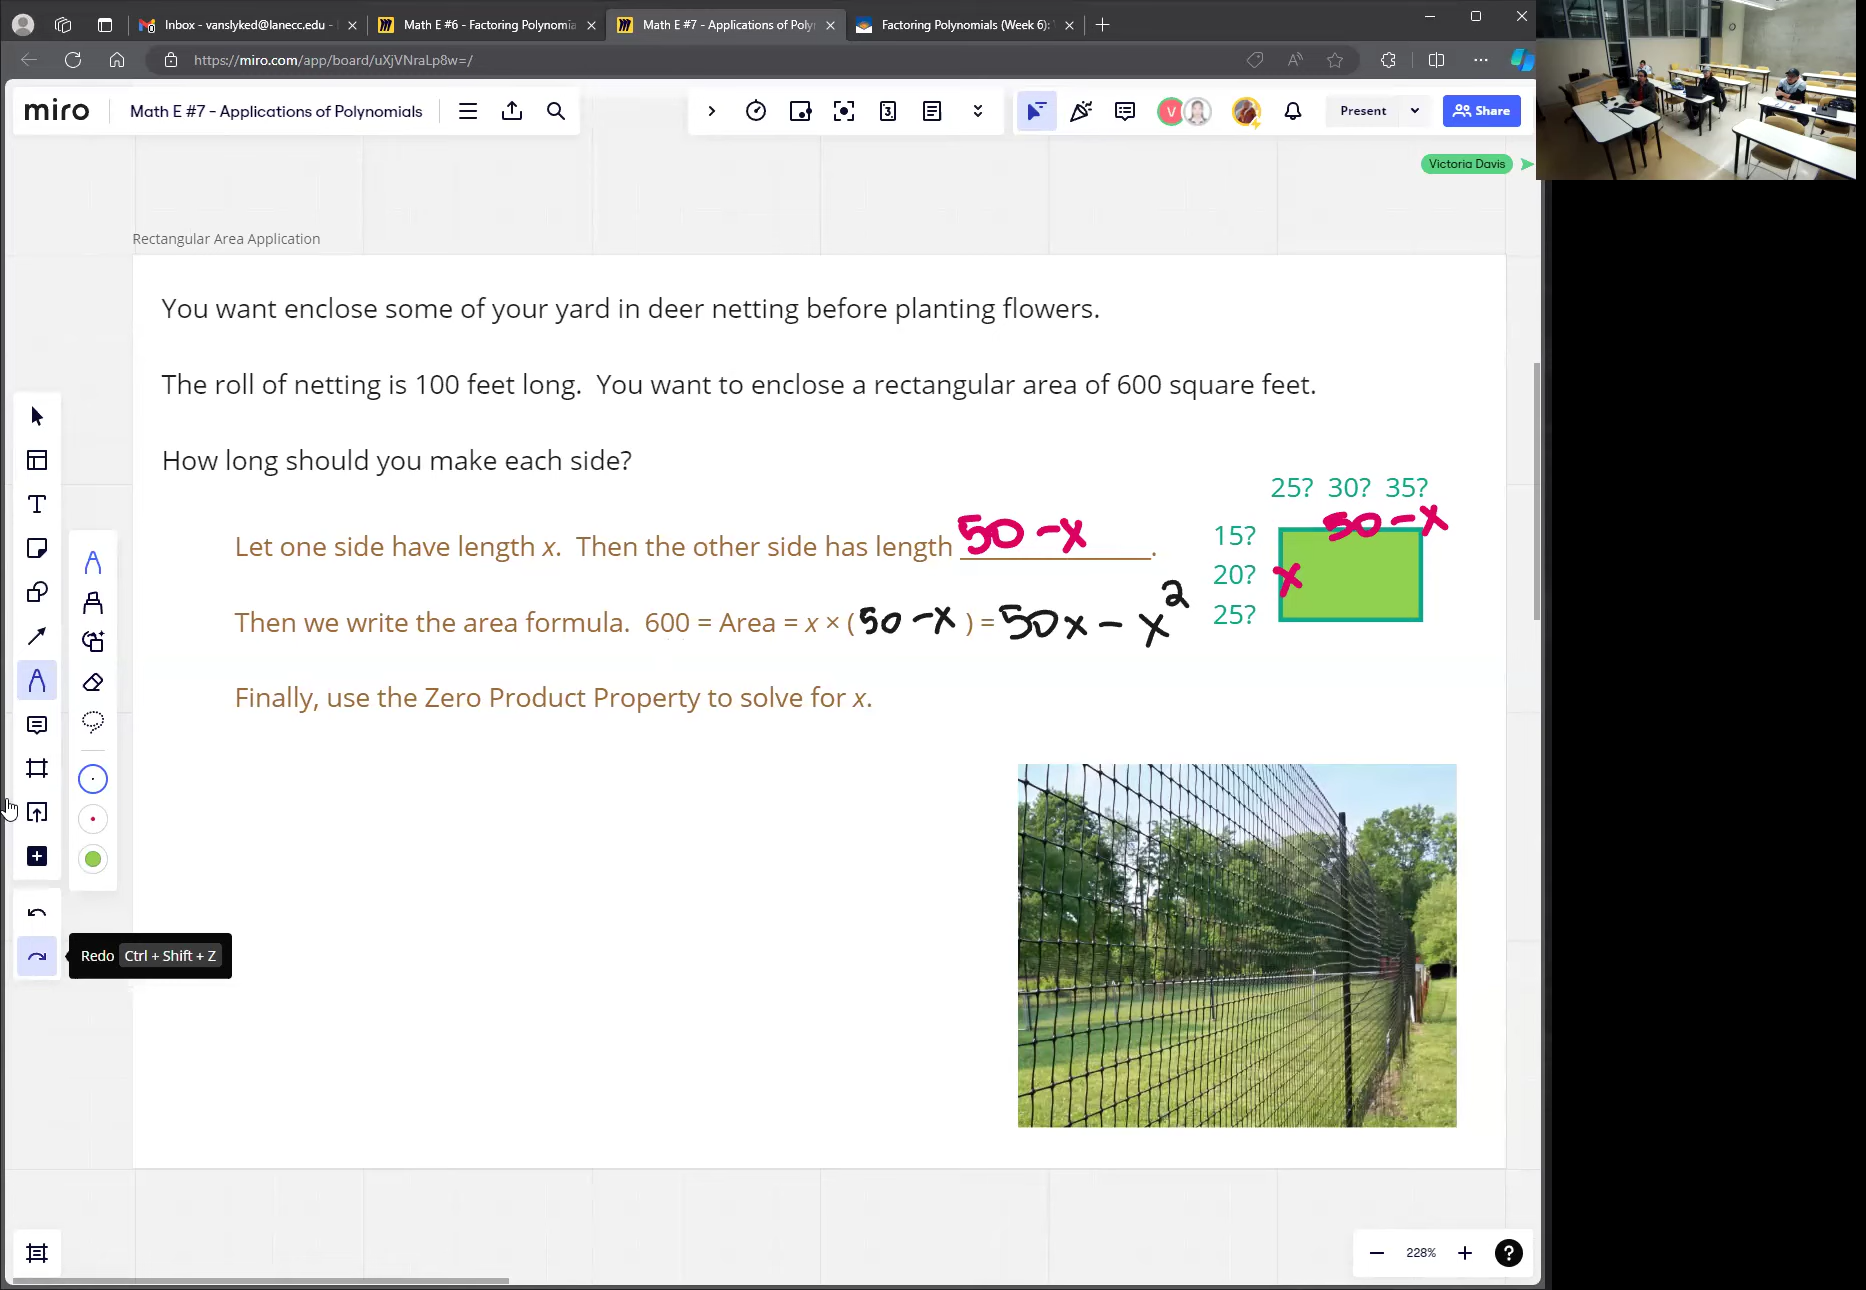 Inbox - vanslyked@lanecc.edu -
Math E #6 - Factoring Polynomia
Math E #7 - Applications of Polyn
Factoring Polynomials (Week 6):
https://miro.com/app/board/uXjVNraLp8w=/
miro
Math E #7 - Applications of Polynomials
3
V
Present
Share
Victoria Davis
Rectangular Area Application
You want enclose some of your yard in deer netting before planting flowers.
The roll of netting is 100 feet long. You want to enclose a rectangular area of 600 square feet.
How long should you make each side?
25? 30? 35?
50 - x
Let one side have length x. Then the other side has length 50 - x.
15?
20?
x
25?
Then we write the area formula. 600 = Area = x × (50 - x) = 50x - x²
Finally, use the Zero Product Property to solve for x.
Redo Ctrl + Shift + Z
228%
?